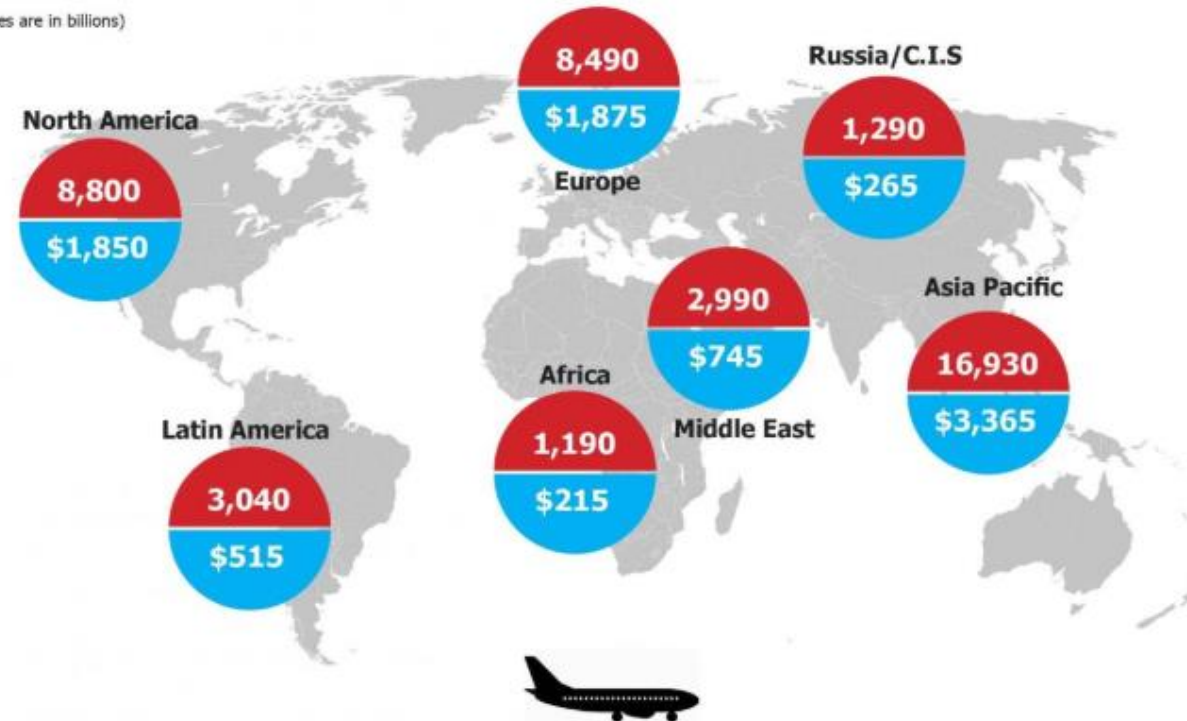 es are in billions)
8,490
$1,875
Europe
Russia/C.I.S
1,290
$265
North America
8,800
$1,850
2,990
$745
Middle East
Asia Pacific
16,930
$3,365
Africa
1,190
$215
Latin America
3,040
$515